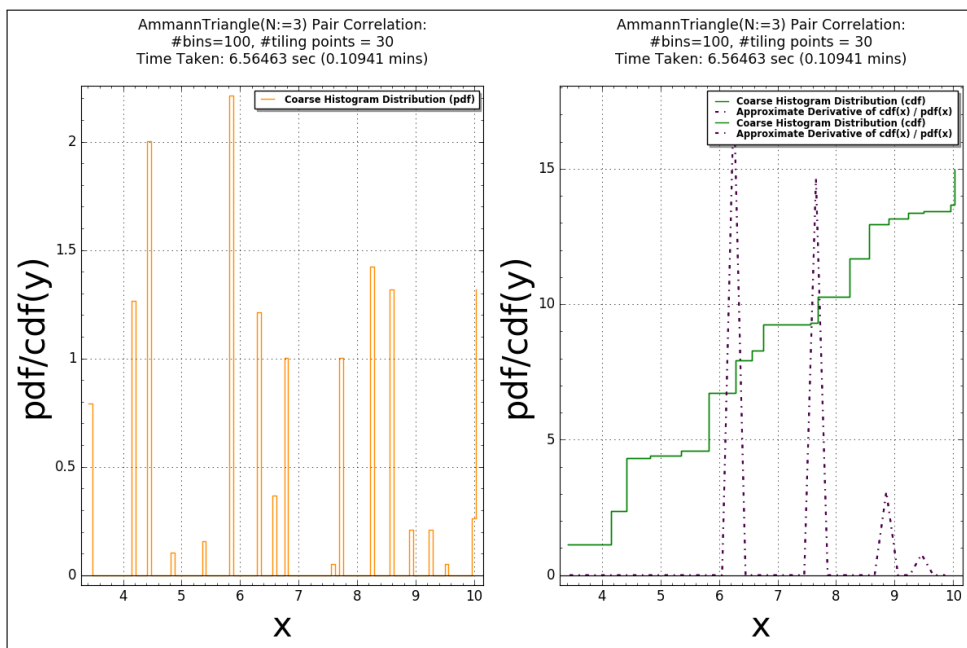 AmmannTriangle(N:=3) Pair Correlation:
#bins=100, #tiling points = 30
Time Taken: 6.56463 sec (0.10941 mins)
Coarse Histogram Distribution (pdf)
pdf/cdf(y)
2
1.5
1
0.5
0
4 5 6 7 8 9 10
x
AmmannTriangle(N:=3) Pair Correlation:
#bins=100, #tiling points = 30
Time Taken: 6.56463 sec (0.10941 mins)
Coarse Histogram Distribution (cdf)
Approximate Derivative of cdf(x) / pdf(x)
Coarse Histogram Distribution (cdf)
Approximate Derivative of cdf(x) / pdf(x)
pdf/cdf(y)
15
10
5
0
4 5 6 7 8 9 10
x